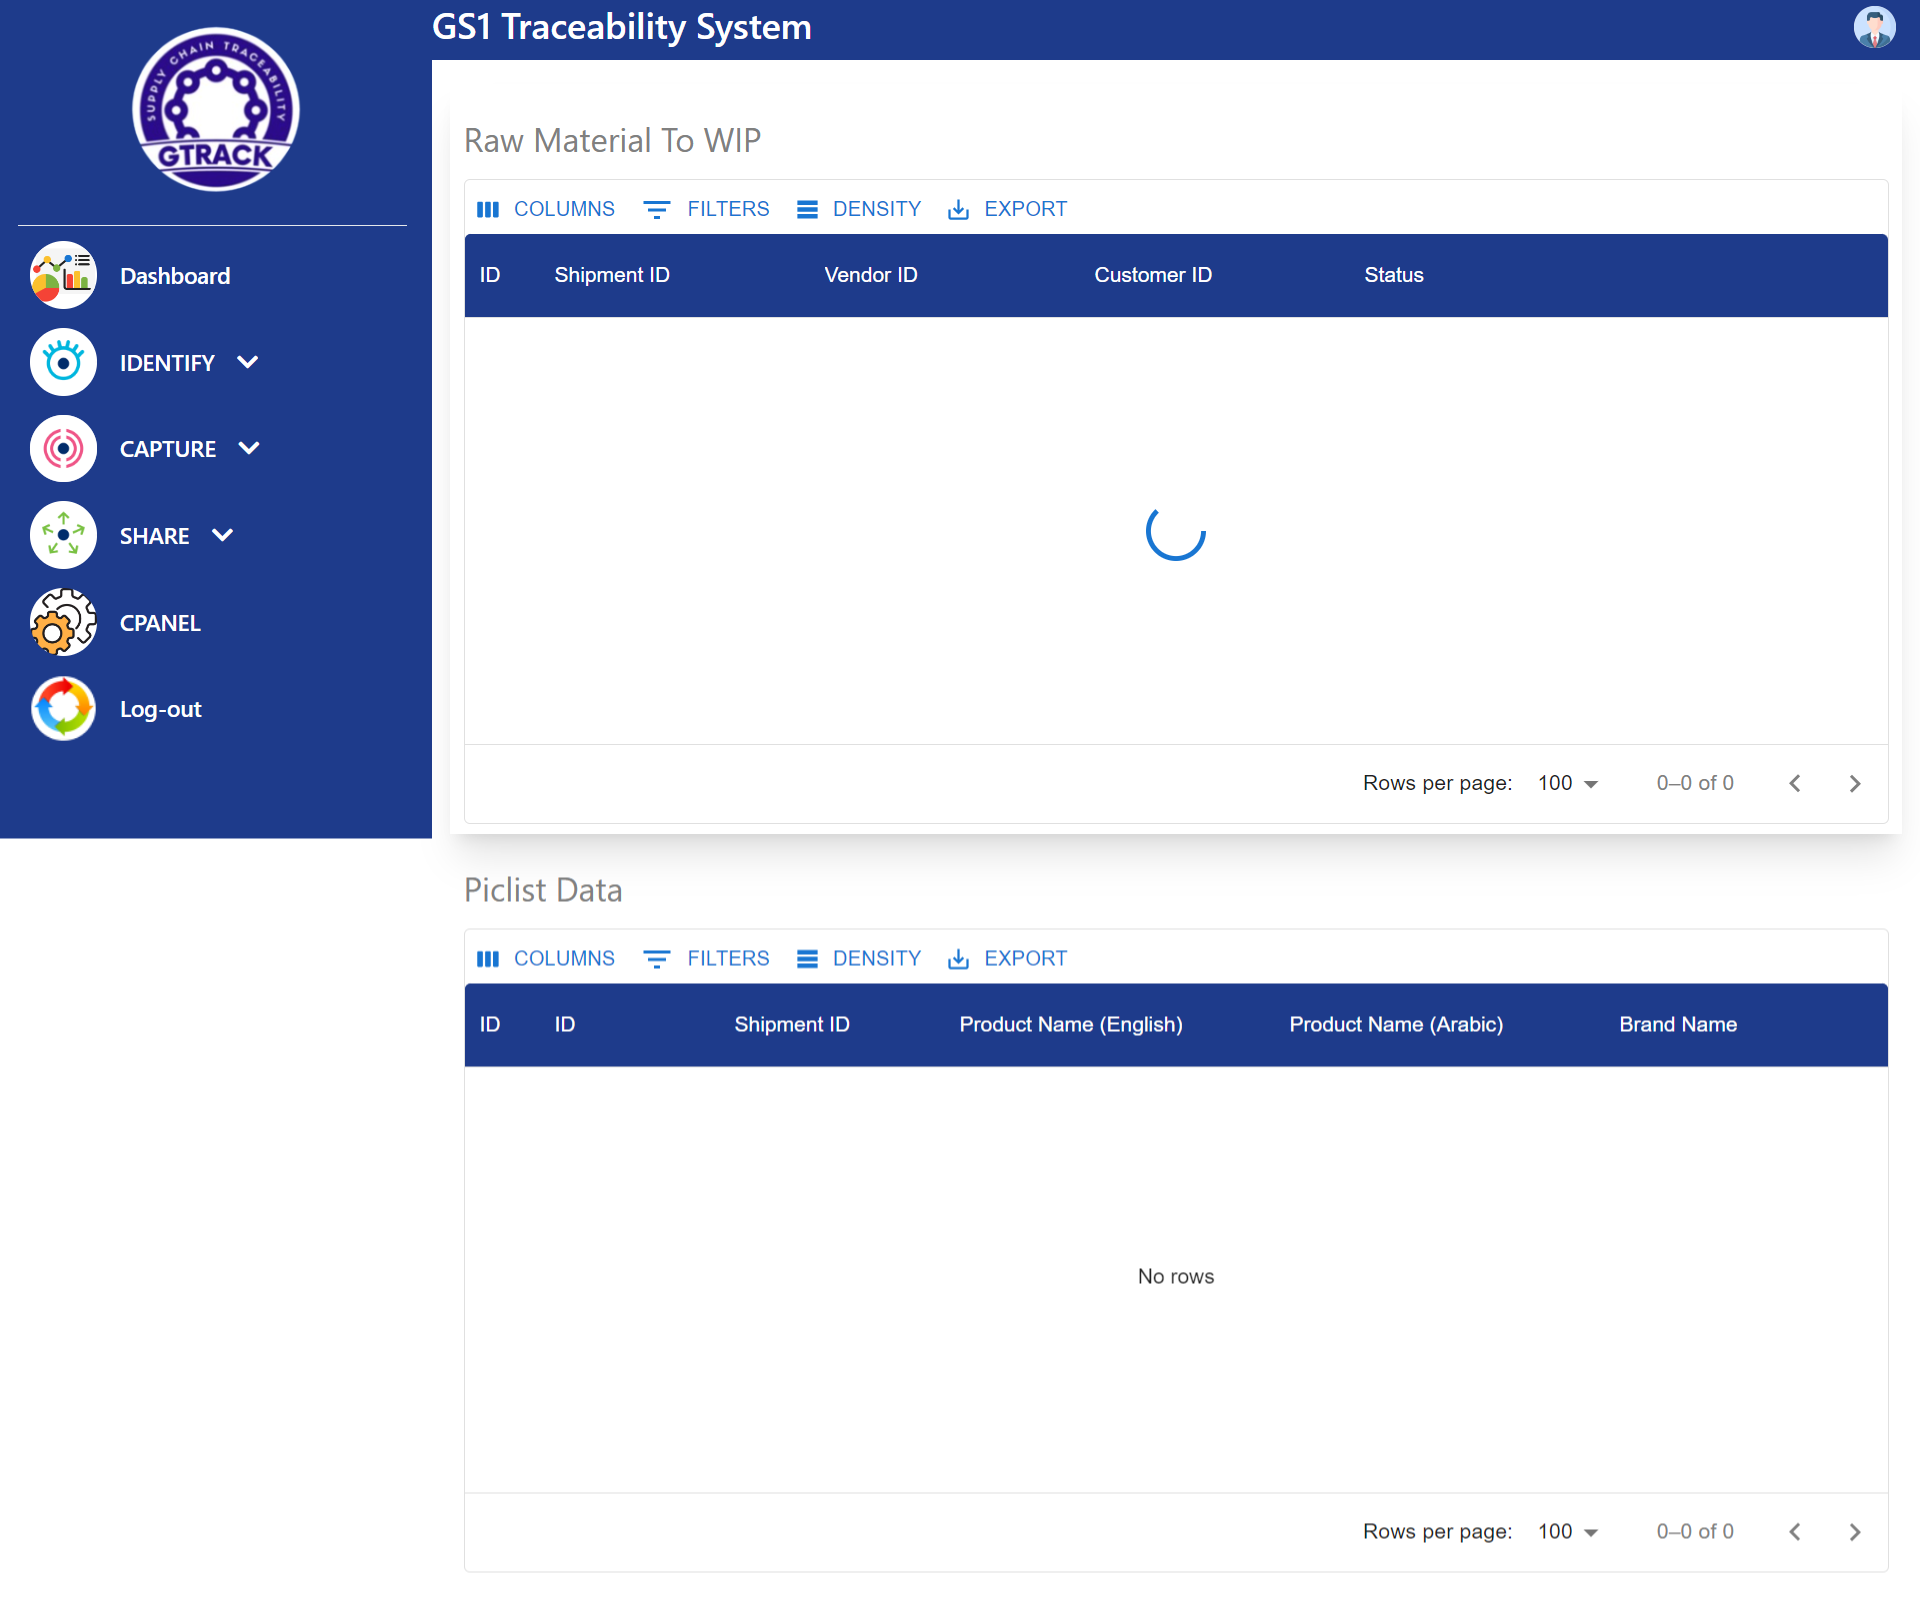 GS1 Traceability System
SUPPLY CHAIN TRACEABILITY
GTRACK
Dashboard
IDENTIFY
CAPTURE
SHARE
CPANEL
Log-out
Raw Material To WIP
COLUMNS FILTERS DENSITY EXPORT
ID Shipment ID Vendor ID Customer ID Status
Rows per page: 100 0–0 of 0
Piclist Data
COLUMNS FILTERS DENSITY EXPORT
ID ID Shipment ID Product Name (English) Product Name (Arabic) Brand Name
No rows
Rows per page: 100 0–0 of 0